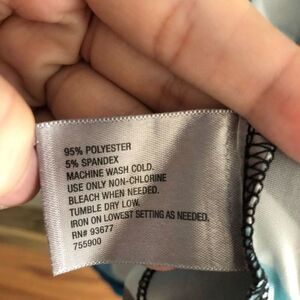 95% POLYESTER
5% SPANDEX
MACHINE WASH COLD.
USE ONLY NON-CHLORINE
BLEACH WHEN NEEDED.
TUMBLE DRY LOW.
IRON ON LOWEST SETTING AS NEEDED.
RN# 93677
755900